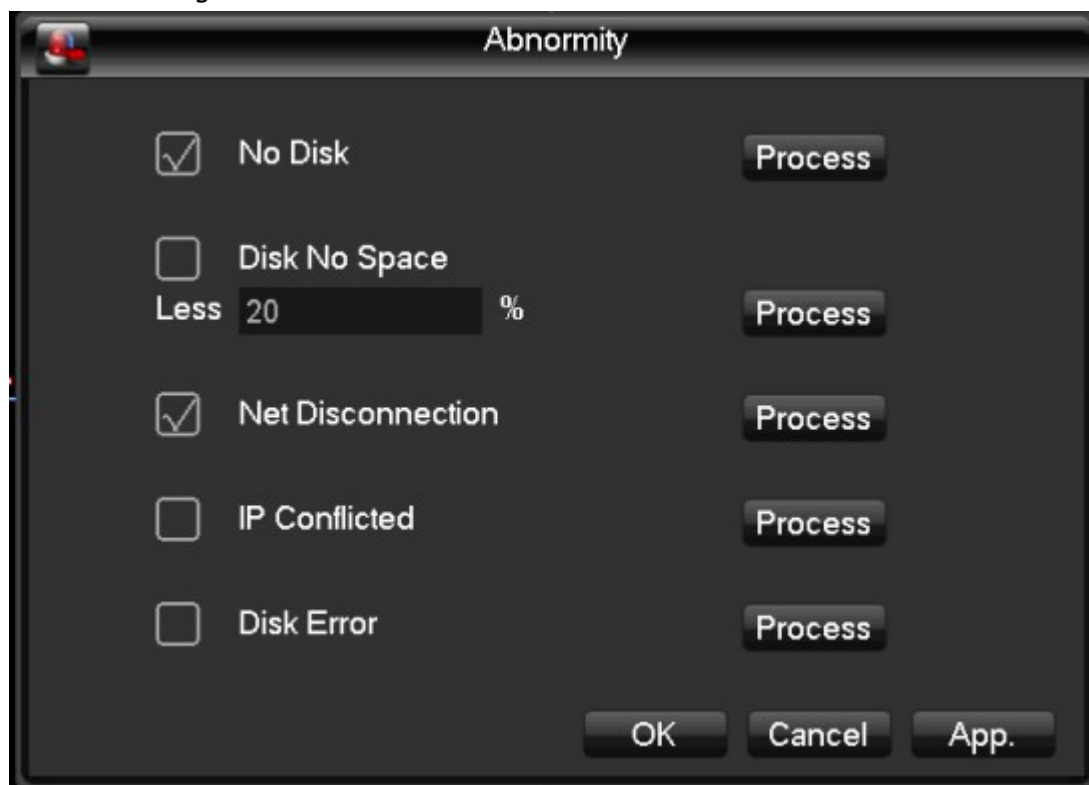 Abnormity
No Disk Process
Disk No Space
Less 20 % Process
Net Disconnection Process
IP Conflicted Process
Disk Error Process
OK Cancel App.